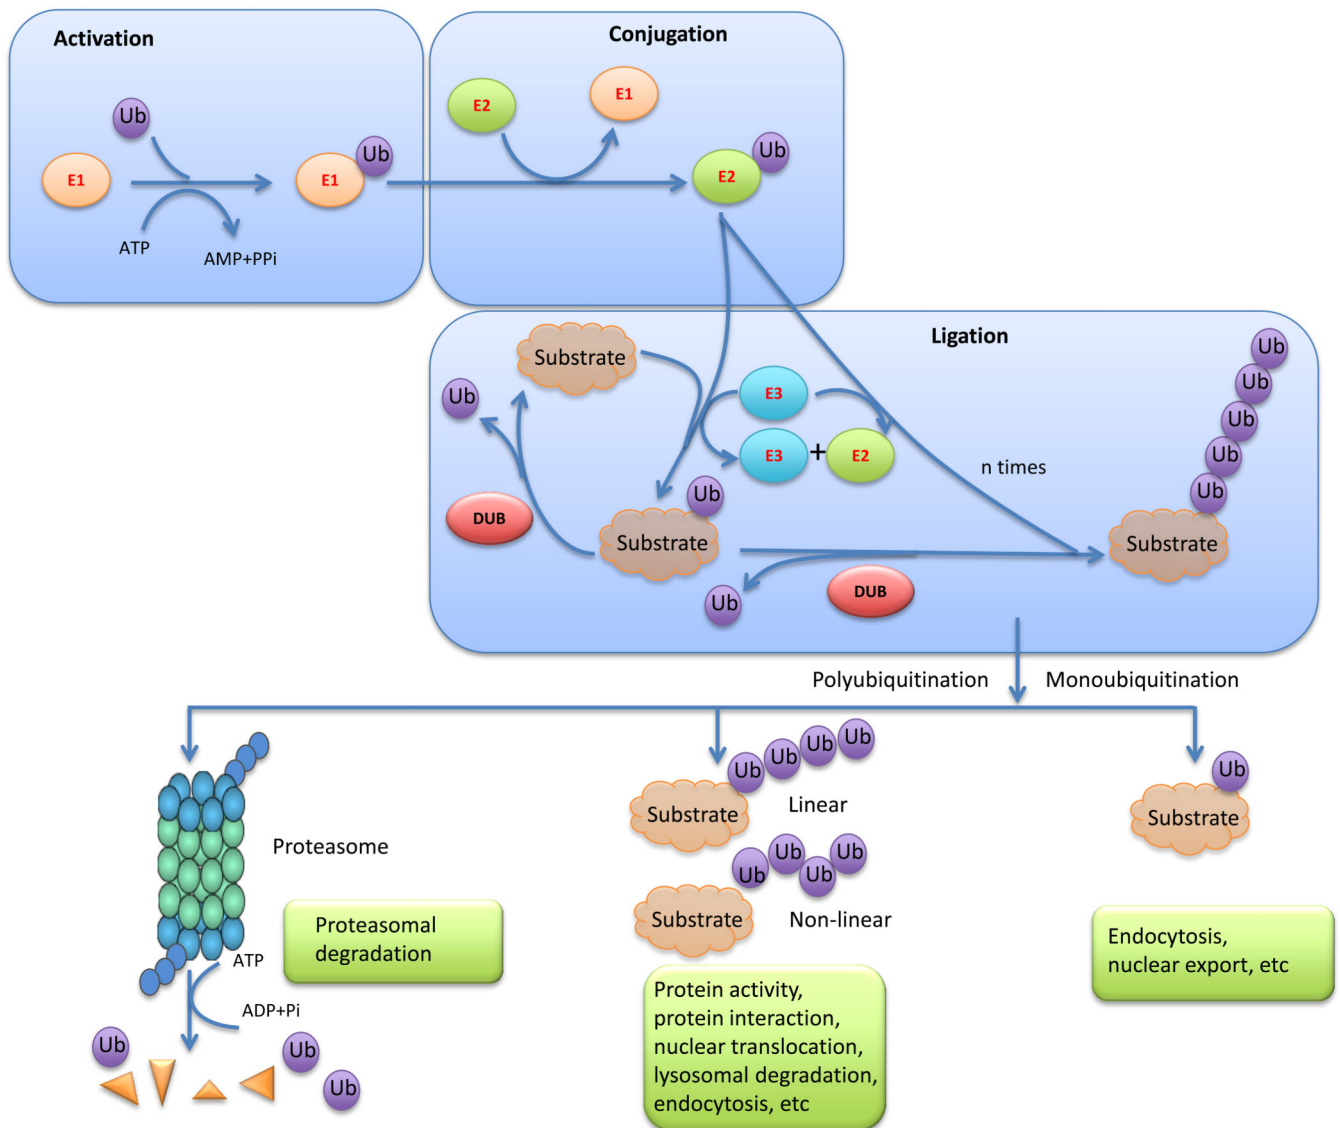 Activation
Ub
E1
E1
Ub
ATP
AMP+PPi
Conjugation
E2
E1
E2
Ub
Ligation
Substrate
Ub
E3
E3
+
E2
n times
Ub
Substrate
DUB
Ub
DUB
Ub
Ub
Ub
Ub
Ub
Substrate
Polyubiquitination
Monoubiquitination
Proteasome
Proteasomal
degradation
ATP
ADP+Pi
Ub
Ub
Ub
Ub
Ub
Ub
Ub
Substrate
Linear
Ub
Ub
Ub
Ub
Substrate
Non-linear
Protein activity,
protein interaction,
nuclear translocation,
lysosomal degradation,
endocytosis, etc
Ub
Substrate
Endocytosis,
nuclear export, etc